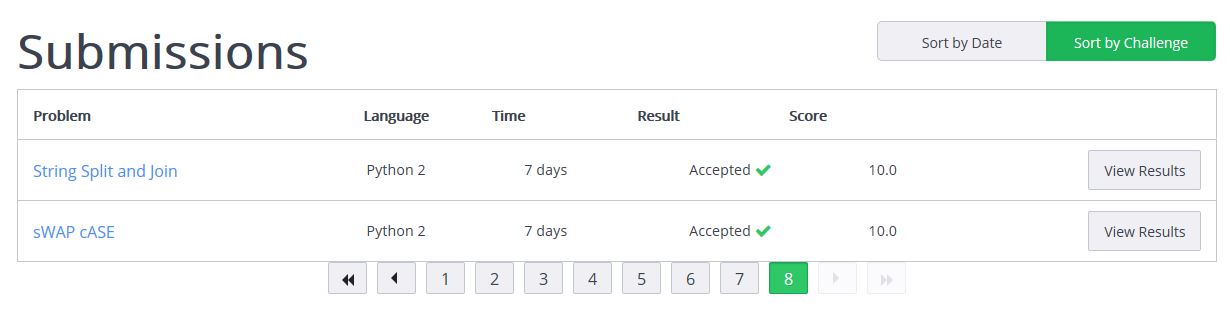 Submissions
Sort by Date Sort by Challenge
Problem Language Time Result Score
String Split and Join Python 2 7 days Accepted 10.0 View Results
sWAP cASE Python 2 7 days Accepted 10.0 View Results
1 2 3 4 5 6 7 8